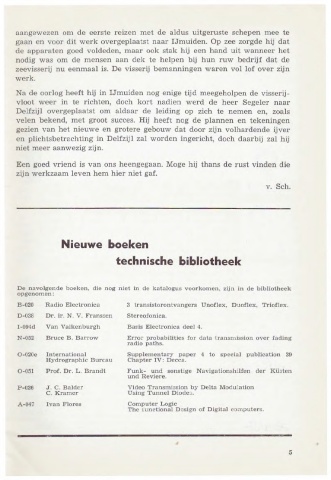 aangewezen om de eerste reizen met de aldus uitgeruste schepen mee te
gaan en voor dit werk overgeplaatst naar IJmuiden. Op zee zorgde hij dat
de apparaten goed voldeden, maar ook stak hij een hand uit wanneer het
nodig was om de mensen aan dek te helpen bij hun ruw bedrijf dat de
zeevisserij nu eenmaal is. De visserij bemanningen waren vol lof over zijn
werk.
Na de oorlog heeft hij in IJmuiden nog enige tijd meegeholpen de visserij-
vloot weer in te richten, doch kort nadien werd de heer Segeler naar
Delfzijl overgeplaatst om aldaar de leiding op zich te nemen en, zoals
velen bekend, met groot succes. Hij heeft nog de plannen en tekeningen
gezien van het nieuwe en grotere gebouw dat door zijn volhardende ijver
en plichtsbetrachting in Delfzijl zal worden ingericht, doch daarbij zal hij
niet meer aanwezig zijn.
Een goed vriend is van ons heengegaan. Moge hij thans de rust vinden die
zijn werkzaam leven hem hier niet gaf.
v. Sch.
Nieuwe boeken
technische bibliotheek
De navolgende boeken, die nog niet in de katalogus voorkomen, zijn in de bibliotheek
opgenomen:
Radio Electronica 3 transistorontvangers Uneflex, Dueflex, Trieflex.
Dr. ir. N. V. Franssen Stereofonica.
Van Valkenburgh Basis Electronics deel 4.
N-052 Bruce B. Barrow Error probabilities for data transmission over fading
radio paths.
International Supplementary paper 4 to special publication 39
Hydrographic Bureau Chapter IV: Decca.
O-051 Prof. Dr. L. Brandt Funk- und sonstige Navigationshilfen der Küsten
und Reviere.
P-026 J. C. Balder Video Transmission by Delta Modulation
C. Kramer Using Tunnel Diodes.
Ivan Flores Computer Logic
The Functional Design of Digital computers.
5